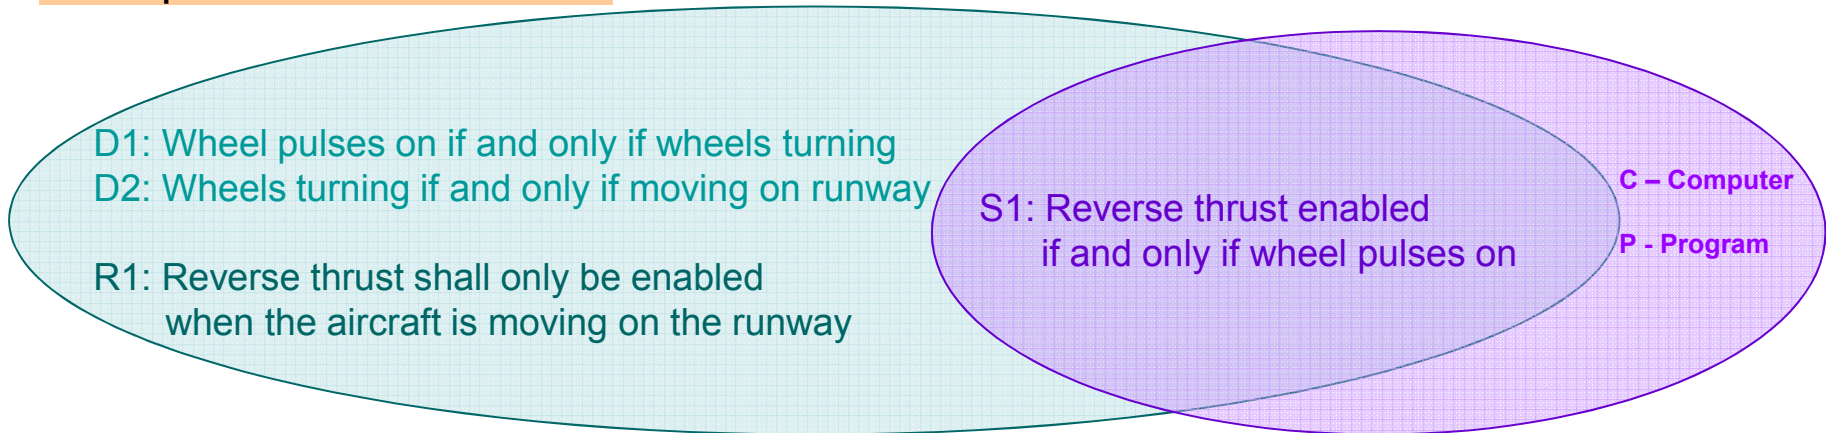 D1: Wheel pulses on if and only if wheels turning
D2: Wheels turning if and only if moving on runway
R1: Reverse thrust shall only be enabled
when the aircraft is moving on the runway
S1: Reverse thrust enabled
if and only if wheel pulses on
C – Computer
P - Program